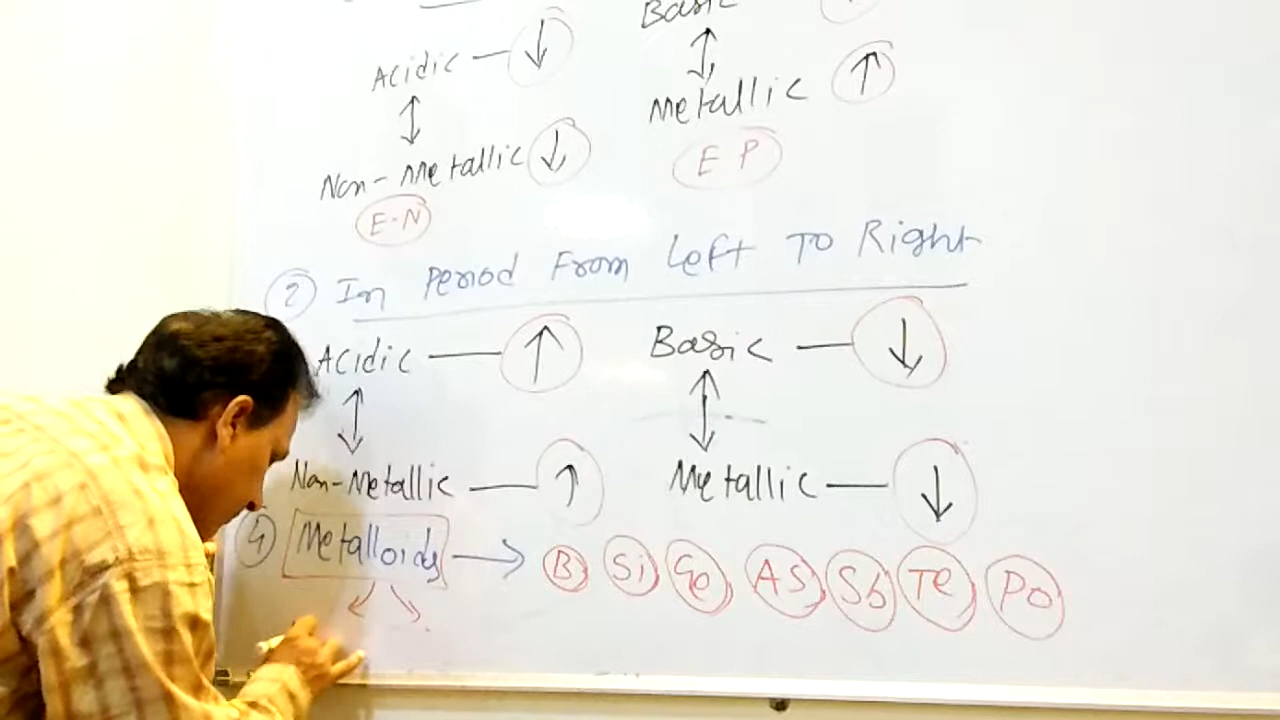 Basic
Acidic — ↓
Metallic ↑
Non-Metallic ↓
E P
E-N
② In Period From Left To Right
Acidic — ↑ Basic — ↓
Non-Metallic — ↑ Metallic — ↓
Metalloids → B Si Ge AS Sb Te Po